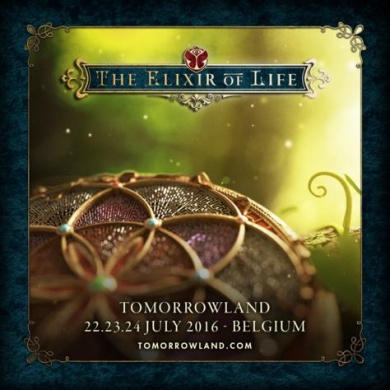 THE ELIXIR OF LIFE
TOMORROWLAND
22.23.24 JULY 2016 - BELGIUM
TOMORROWLAND.COM